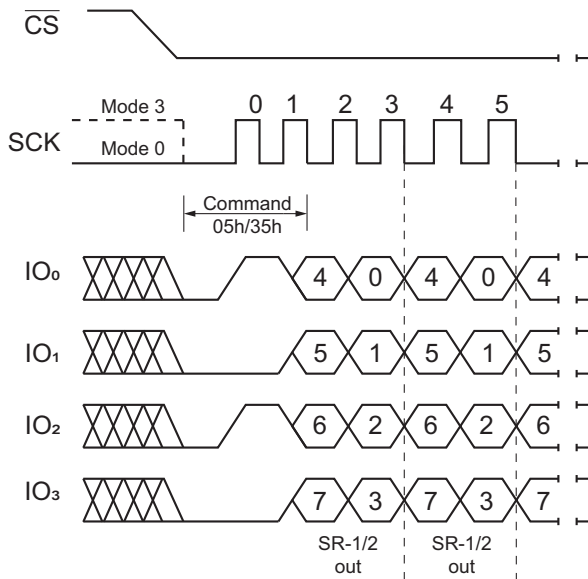 CS
Mode 3
0 1 2 3 4 5
SCK
Mode 0
Command
05h/35h
IO₀ 4 0 4 0 4
IO₁ 5 1 5 1 5
IO₂ 6 2 6 2 6
IO₃ 7 3 7 3 7
SR-1/2 SR-1/2
out out